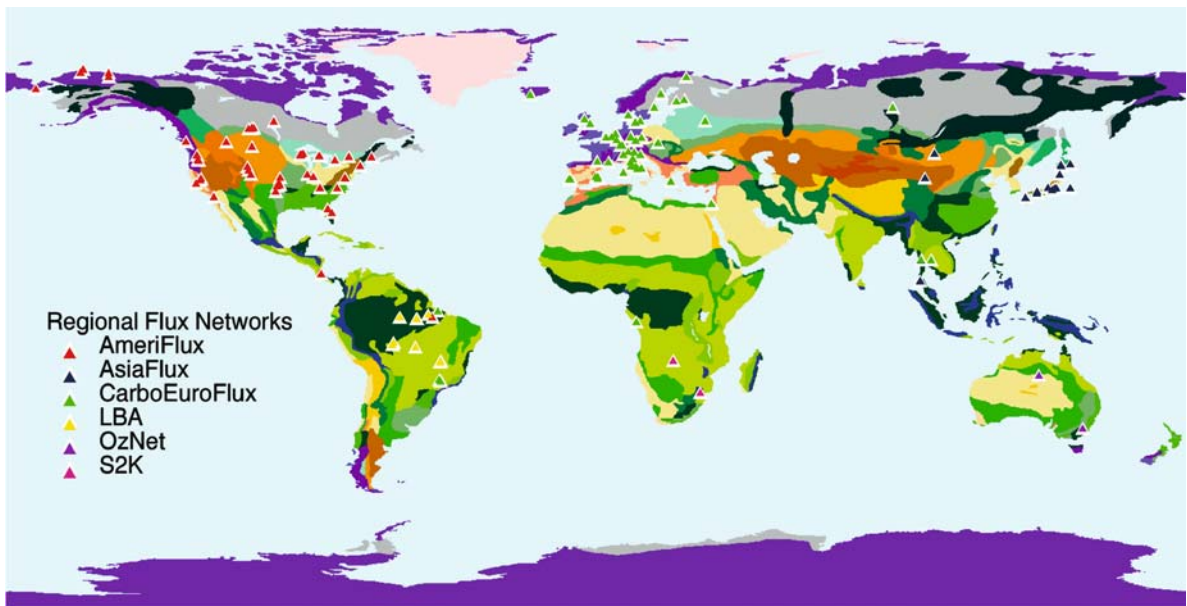 Regional Flux Networks
AmeriFlux
AsiaFlux
CarboEuroFlux
LBA
OzNet
S2K